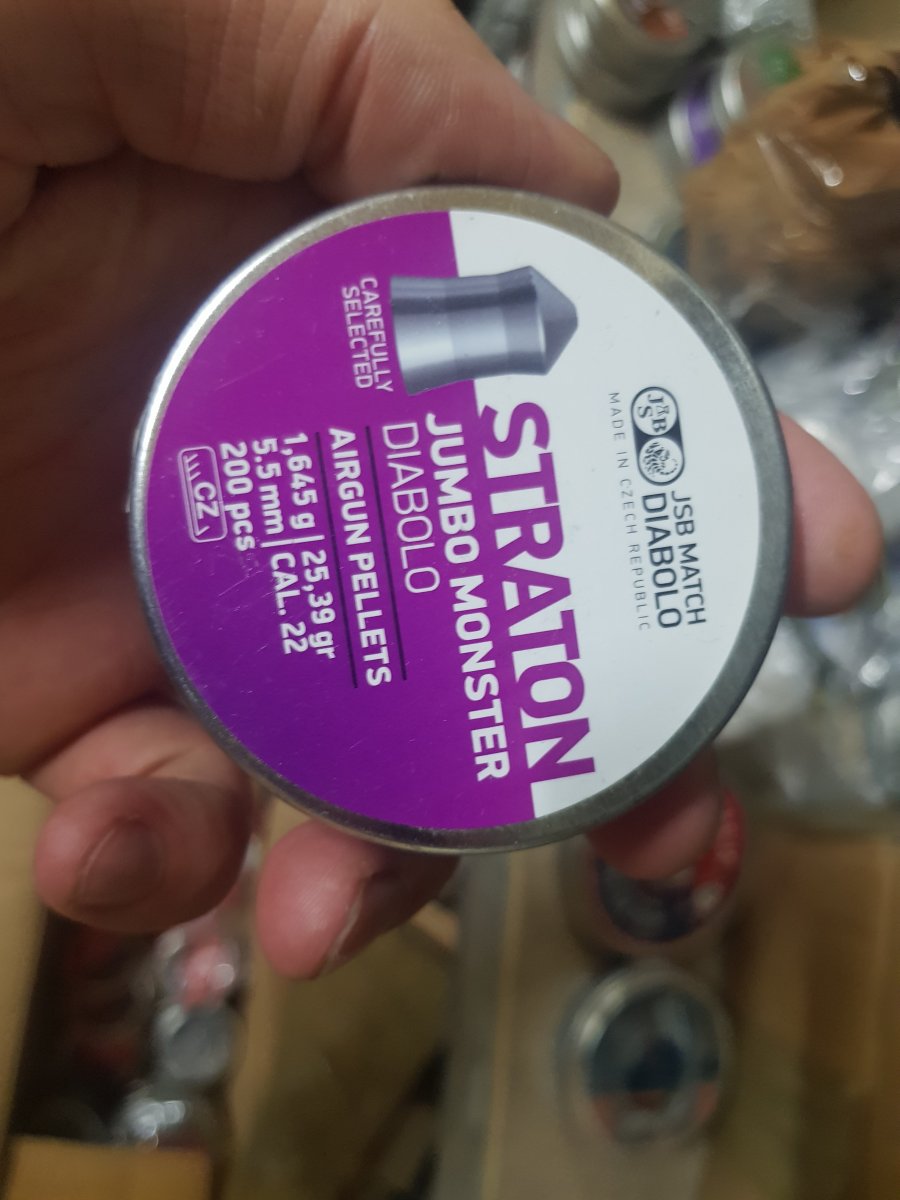 J&SB
JSB MATCH
DIABOLO
MADE IN CZECH REPUBLIC
STRATON
JUMBO MONSTER
DIABOLO
AIRGUN PELLETS
1,645 g | 25,39 gr
5.5 mm | CAL. 22
200 pcs
CZ
CAREFULLY
SELECTED